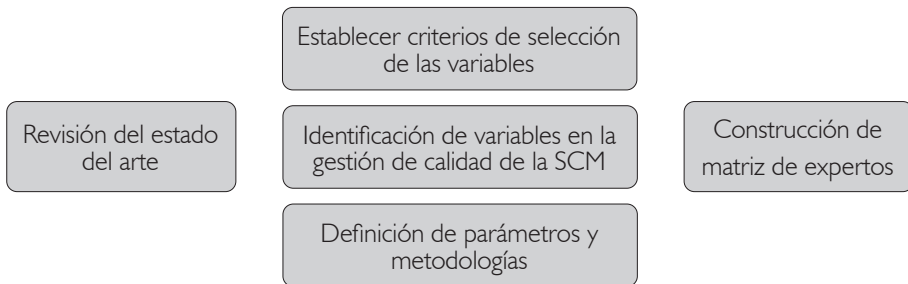 Revisión del estado
del arte
Establecer criterios de selección
de las variables
Identificación de variables en la
gestión de calidad de la SCM
Definición de parámetros y
metodologías
Construcción de
matriz de expertos